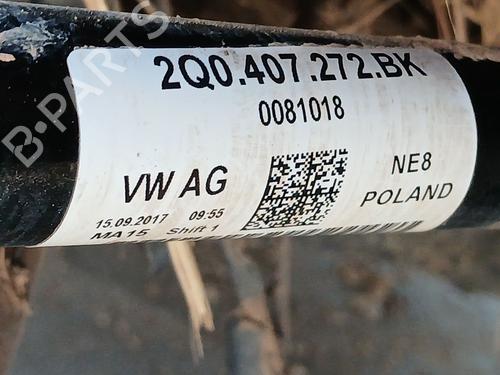 2Q0.407.272.BK
0081018
VW AG
NE8
POLAND
15.09.2017 09:55
MA15 Shift 1
B-PARTS